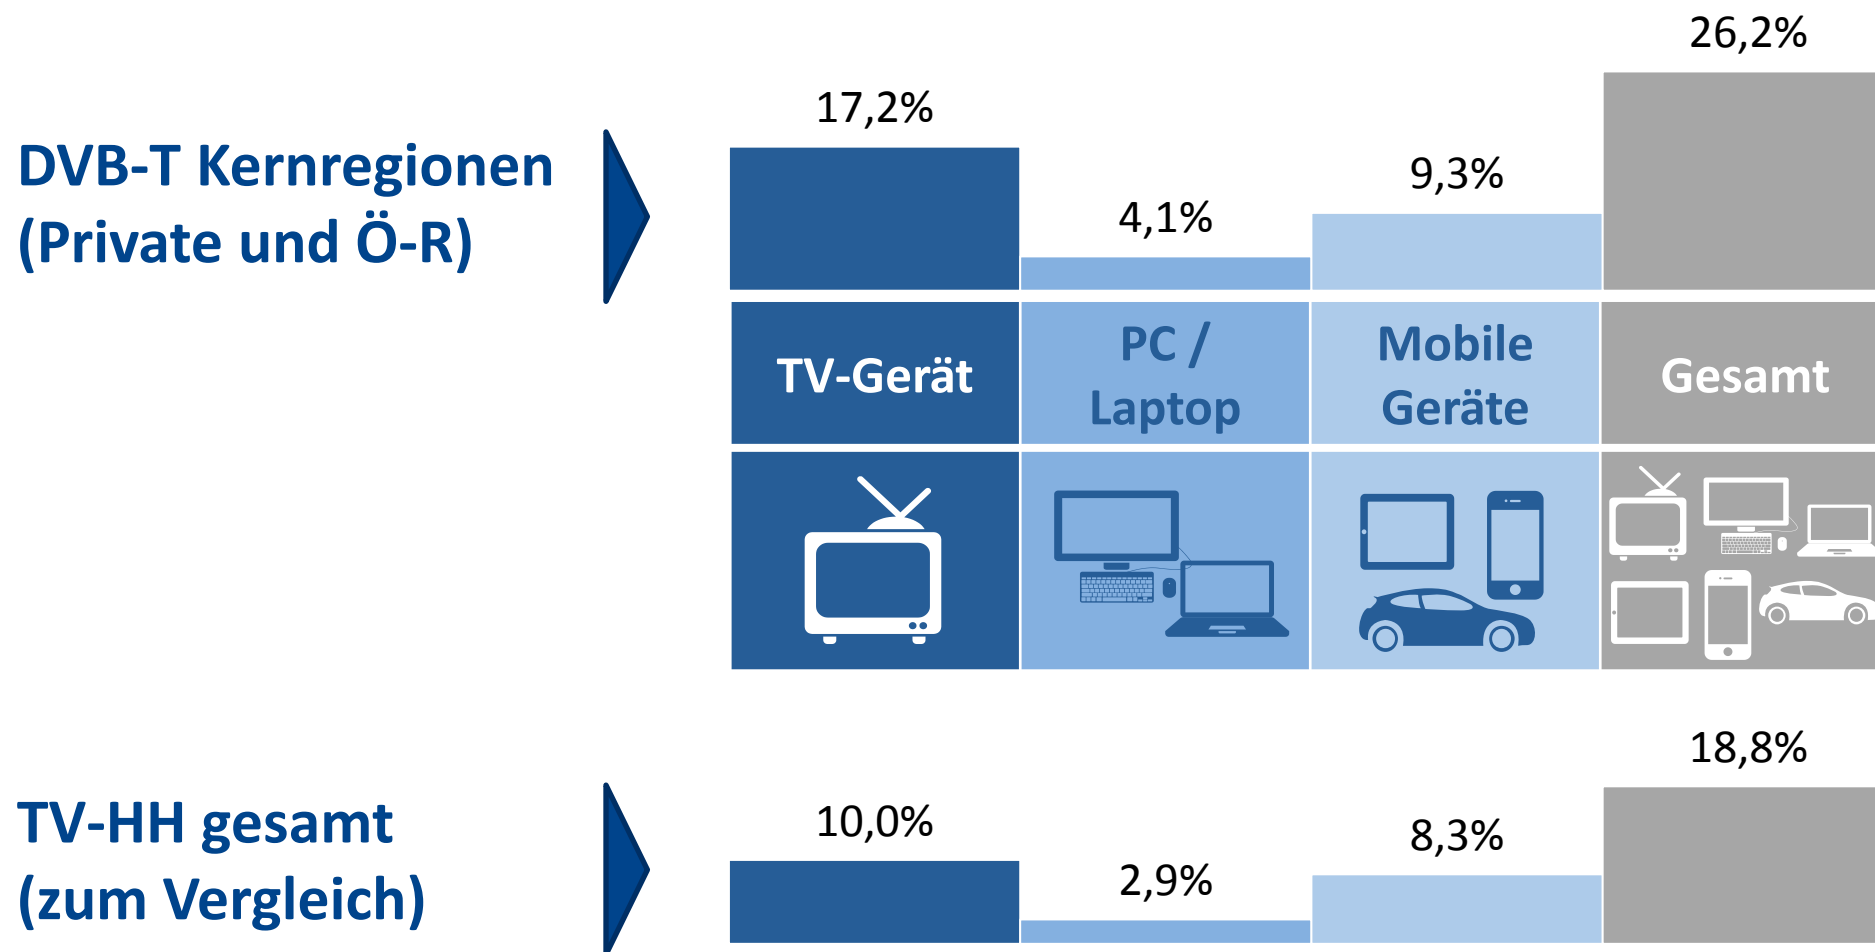 26,2%
17,2%
9,3%
4,1%
DVB-T Kernregionen
(Private und Ö-R)
TV-Gerät
PC /
Laptop
Mobile
Geräte
Gesamt
18,8%
10,0%
8,3%
2,9%
TV-HH gesamt
(zum Vergleich)